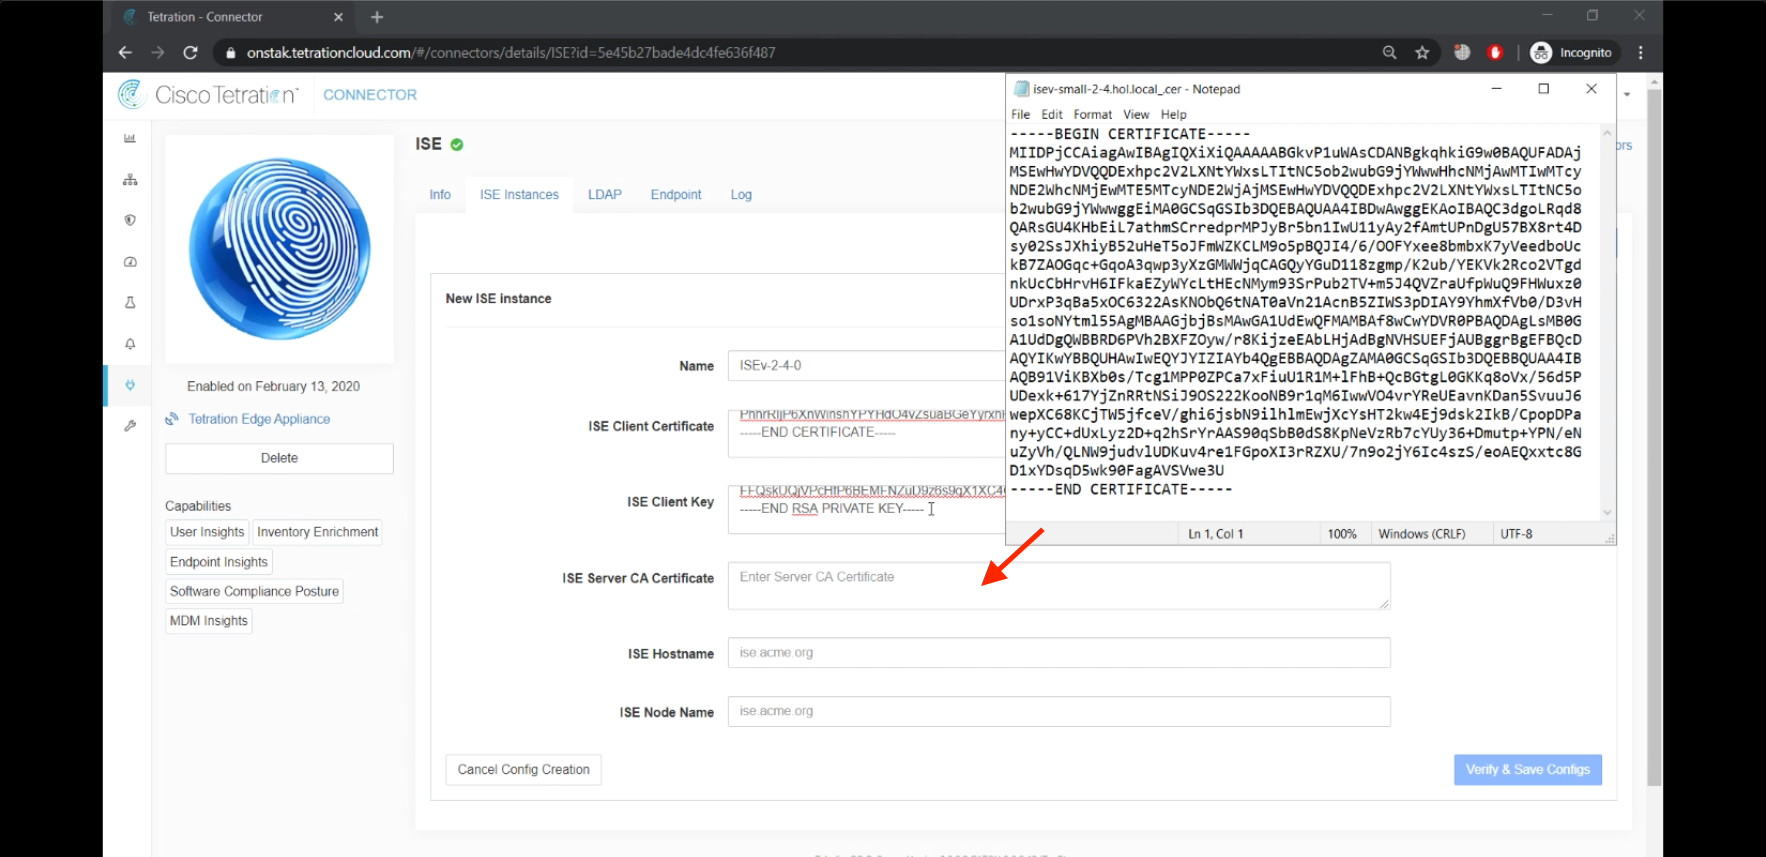 Tetration - Connector
onstak.tetrationcloud.com/#/connectors/details/ISE?id=5e45b27bade4dc4fe636f487
Incognito
Cisco Tetration™
CONNECTOR
ISE
Info
ISE Instances
LDAP
Endpoint
Log
Enabled on February 13, 2020
Tetration Edge Appliance
Delete
Capabilities
User Insights
Inventory Enrichment
Endpoint Insights
Software Compliance Posture
MDM Insights
New ISE instance
Name
ISEv-2-4-0
ISE Client Certificate
-----END CERTIFICATE-----
ISE Client Key
-----END RSA PRIVATE KEY-----
ISE Server CA Certificate
Enter Server CA Certificate
ISE Hostname
ise.acme.org
ISE Node Name
ise.acme.org
Cancel Config Creation
Verify & Save Configs
isev-small-2-4.hol.local_.cer - Notepad
File Edit Format View Help
-----BEGIN CERTIFICATE-----
MIIDPjCCAiagAwIBAgIQXiXiQAAAAABGkvP1uWAsCDANBgkqhkiG9w0BAQUFADAj
MSEwHwYDVQQDExhpc2V2LXNtYWxsLTItNC5ob2wubG9jYWwwHhcNMjAwMTIwMTcy
NDE2WhcNMjEwMTE5MTcyNDE2WjAjMSEwHwYDVQQDExhpc2V2LXNtYWxsLTItNC5o
b2wubG9jYWwwggEiMA0GCSqGSIb3DQEBAQUAA4IBDwAwggEKAoIBAQC3dgoLRqd8
QARsGU4KHbEiL7athmSCrredprMPJyBr5bn1IwU11yAy2fAmtUPnDgU57BX8rt4D
sy02SsJXhiyB52uHeT5oJFmWZKCLM9o5pBQJI4/6/OOFYxee8bmbxK7yVeedboUc
kB7ZAOGqc+GqoA3qwp3yXzGMWWjqCAGQyYGuD118zgmp/K2ub/YEKVk2Rco2VTgd
nkUcCbHrvH6IFkaEZyWYcLtHEcNMym93SrPub2TV+m5J4QVZraUfpWuQ9FHWuxz0
UDrxP3qBa5xOC6322AsKNObQ6tNAT0aVn21AcnB5ZIWS3pDIAY9YhmXfVb0/D3vH
so1soNYtml55AgMBAAGjbjBsMAwGA1UdEwQFMAMBAf8wCwYDVR0PBAQDAgLsMB0G
A1UdDgQWBBRD6PVh2BXFZOyw/r8KijzeEAbLHjAdBgNVHSUEFjAUBggrBgEFBQcD
AQYIKwYBBQUHAwIwEQYJYIZIAYb4QgEBBAQDAgZAMA0GCSqGSIb3DQEBBQUAA4IB
AQB91ViKBXb0s/Tcg1MPP0ZPCa7xFiuU1R1M+lFhB+QcBGtgL0GKKq8oVx/56d5P
UDexk+617YjZnRRtNSiJ9OS222KooNB9r1qM6IwwVO4vrYReUEavnKDan5SvuuJ6
wepXC68KCjTW5jfceV/ghi6jsbN9ilhlmEwjXcYsHT2kw4Ej9dsk2IkB/CpopDPa
ny+yCC+dUxLyz2D+q2hSrYrAAS90qSbB0dS8KpNeVzRb7cYUy36+Dmutp+YPN/eN
uZyVh/QLNW9judvlUDKuv4re1FGpoXI3rRZXU/7n9o2jY6Ic4szS/eoAEQxxtc8G
D1xYDsqD5wk90FagAVSVwe3U
-----END CERTIFICATE-----
Ln 1, Col 1
100%
Windows (CRLF)
UTF-8